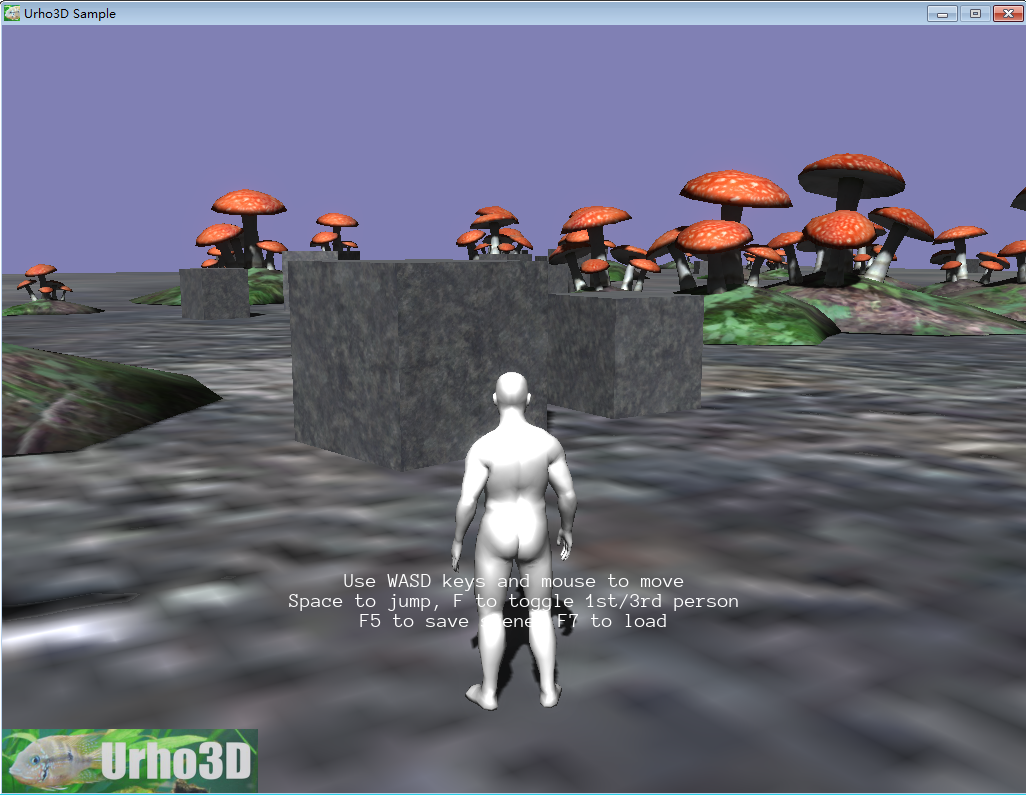 Urho3D Sample
Use WASD keys and mouse to move
Space to jump, F to toggle 1st/3rd person
F5 to save scene, F7 to load
Urho3D